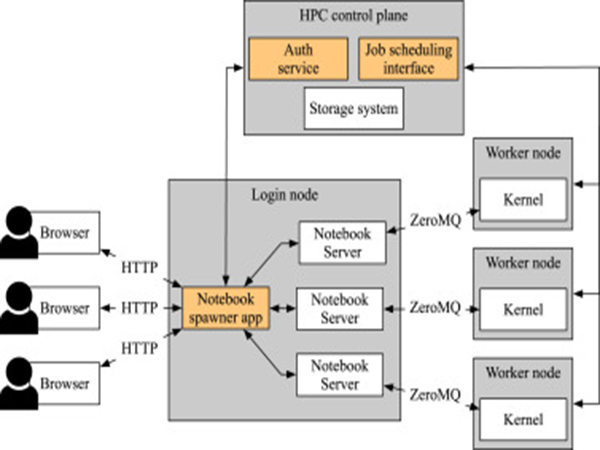 HPC control plane
Auth
service
Job scheduling
interface
Storage system
Worker node
Kernel
Login node
Notebook
Server
ZeroMQ
Browser
HTTP
Worker node
Kernel
Browser
HTTP
Notebook
spawner app
Notebook
Server
ZeroMQ
Browser
HTTP
Notebook
Server
ZeroMQ
Worker node
Kernel